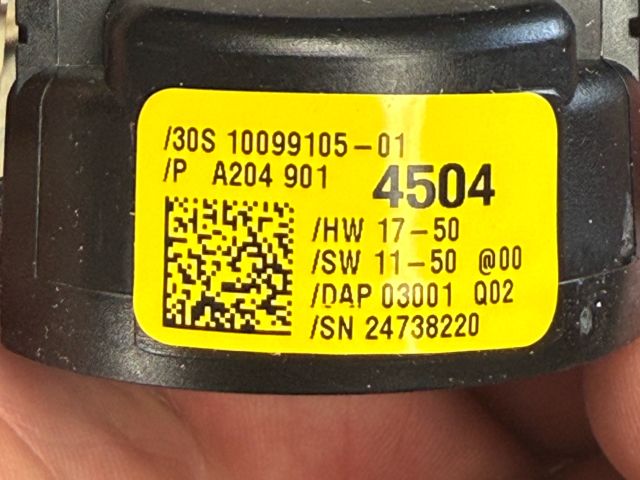 /30S 10099105-01
/P A204 901 4504
/HW 17-50
/SW 11-50 @00
/DAP 03001 Q02
/SN 24738220